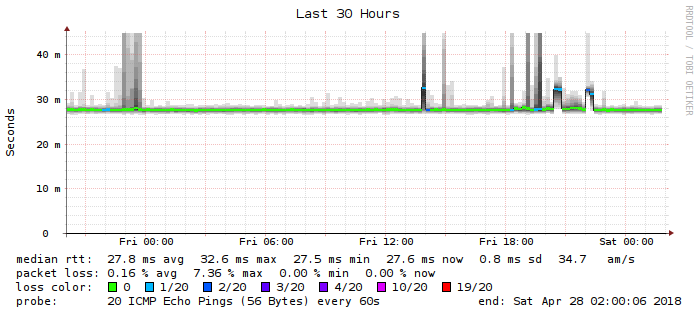 Last 30 Hours
RRDTOOL / TOBI OETIKER
Seconds
40 m
30 m
20 m
10 m
0
Fri 00:00 Fri 06:00 Fri 12:00 Fri 18:00 Sat 00:00
median rtt: 27.8 ms avg 32.6 ms max 27.5 ms min 27.6 ms now 0.8 ms sd 34.7 am/s
packet loss: 0.16 % avg 7.36 % max 0.00 % min 0.00 % now
loss color: 0 1/20 2/20 3/20 4/20 10/20 19/20
probe: 20 ICMP Echo Pings (56 Bytes) every 60s end: Sat Apr 28 02:00:06 2018